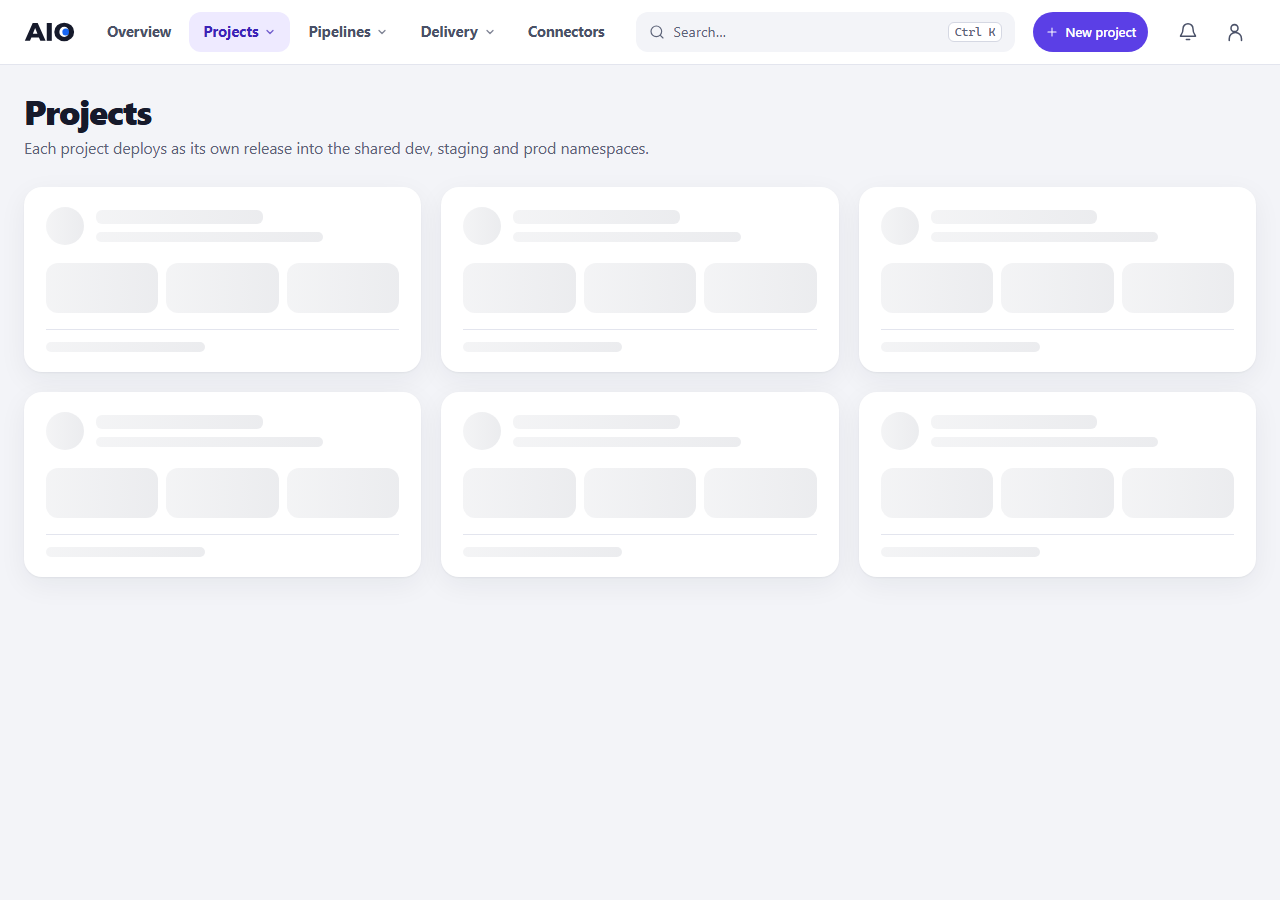 AIO
Overview
Projects
Pipelines
Delivery
Connectors
Search...
Ctrl K
New project
Projects
Each project deploys as its own release into the shared dev, staging and prod namespaces.